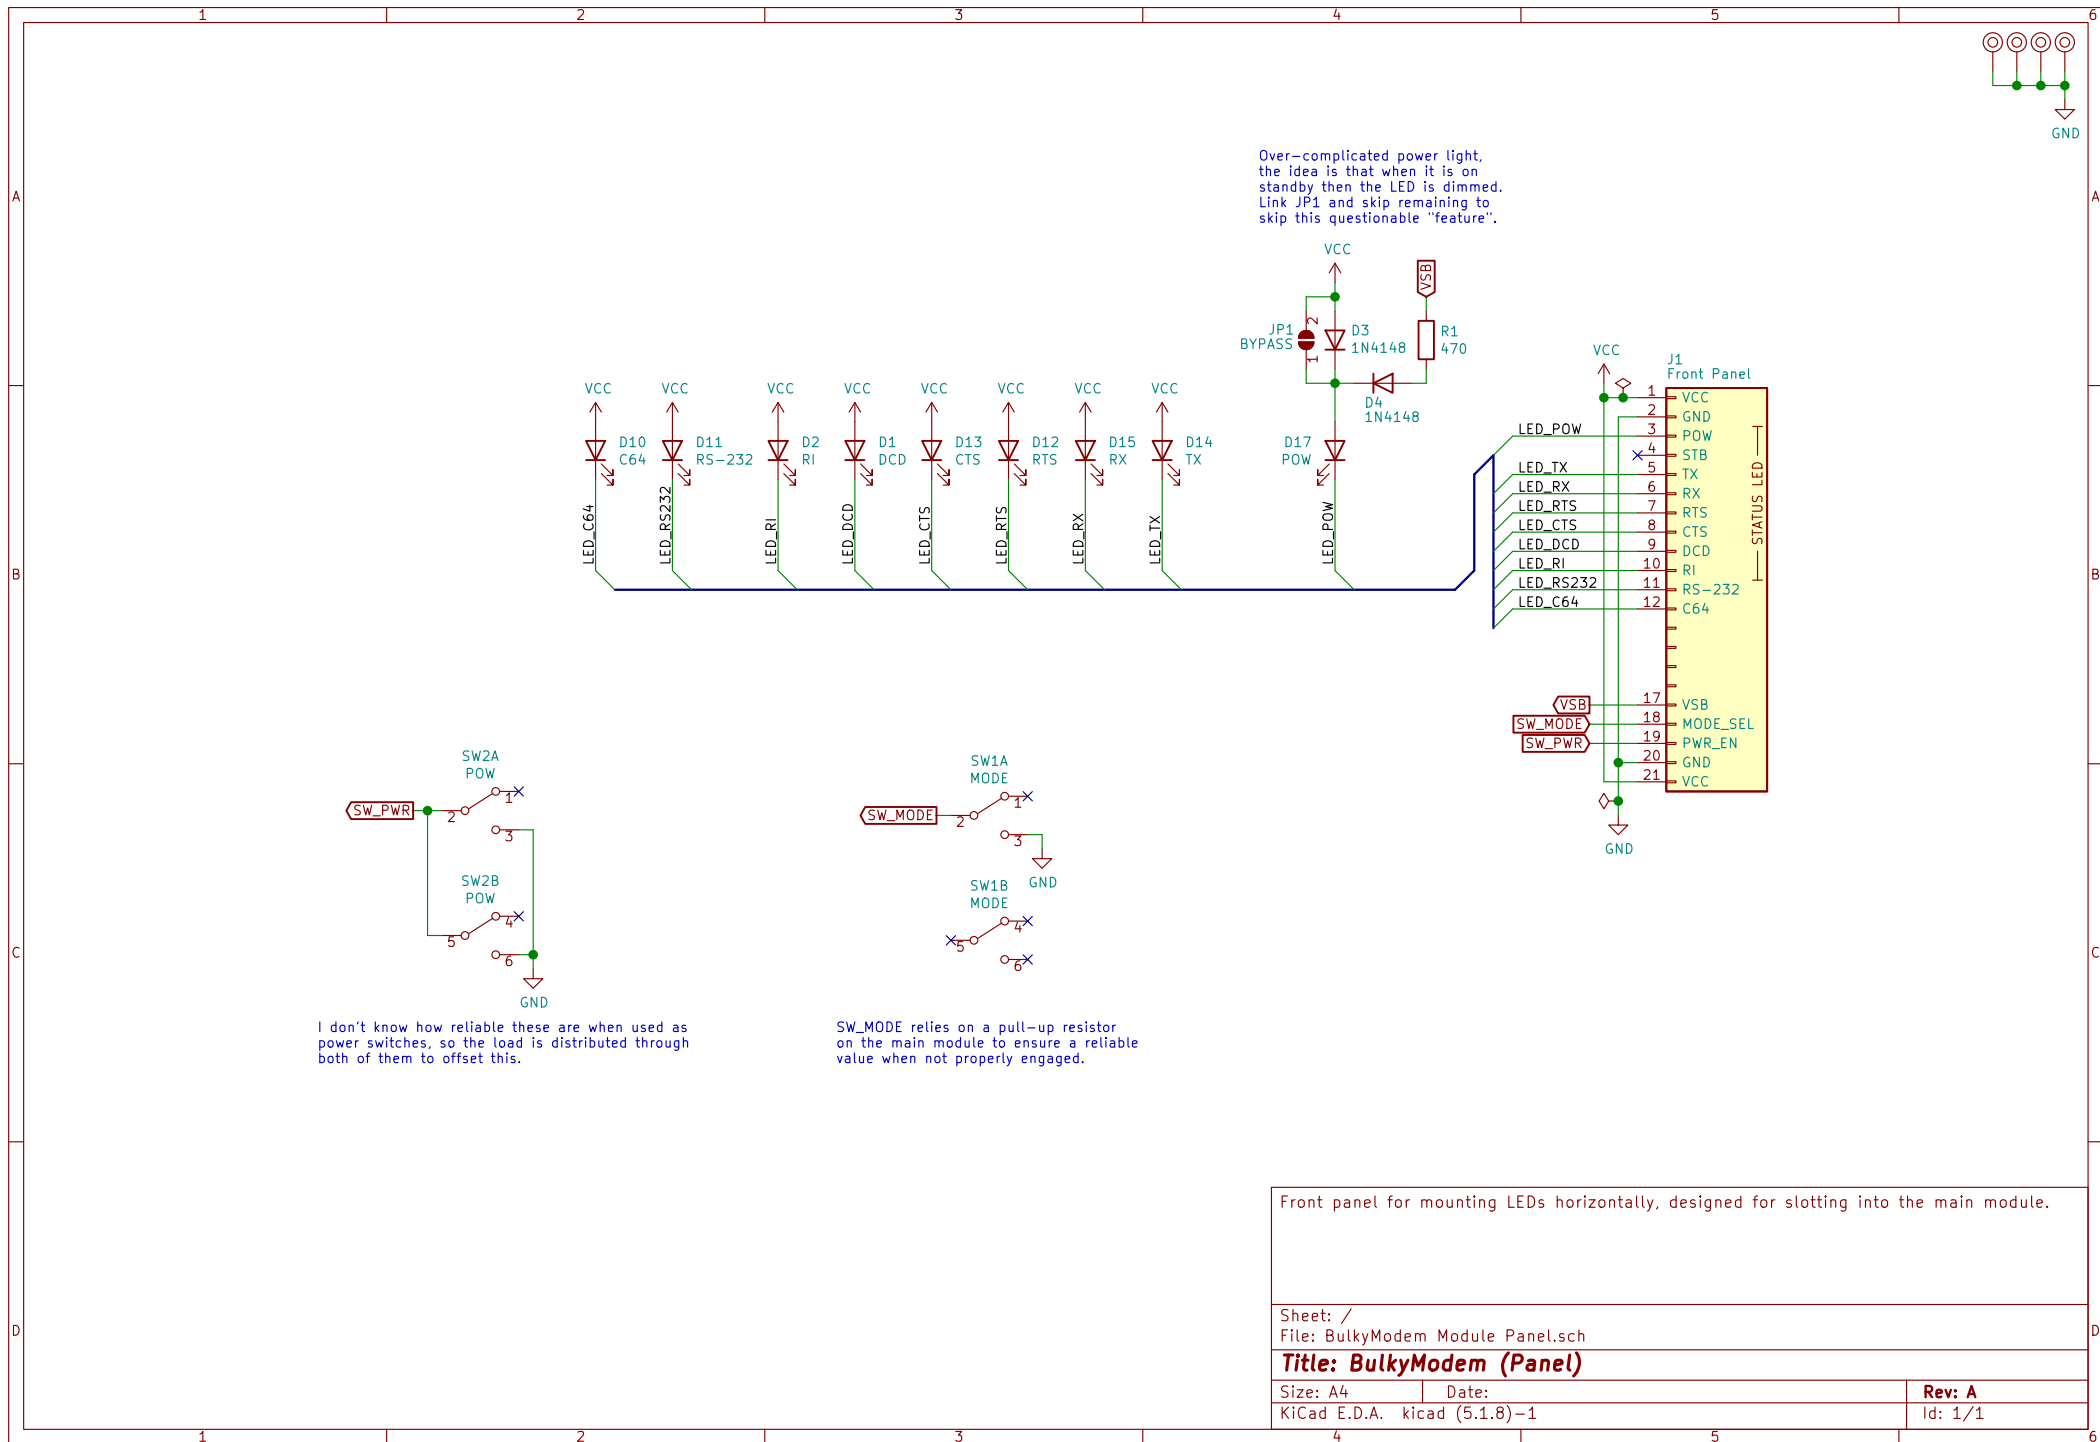 1 2 3 4 5 6
GND
A A
Over-complicated power light,
the idea is that when it is on
standby then the LED is dimmed.
Link JP1 and skip remaining to
skip this questionable "feature".
VCC
VSB
JP1
BYPASS
2
1
D3
1N4148
R1
470
D4
1N4148
VCC VCC VCC VCC VCC VCC VCC VCC
D10
C64
D11
RS-232
D2
RI
D1
DCD
D13
CTS
D12
RTS
D15
RX
D14
TX
D17
POW
LED_C64
LED_RS232
LED_RI
LED_DCD
LED_CTS
LED_RTS
LED_RX
LED_TX
LED_POW
VCC
J1
Front Panel
1 VCC
2 GND
LED_POW 3 POW
4 STB
LED_TX 5 TX
LED_RX 6 RX
LED_RTS 7 RTS
LED_CTS 8 CTS
LED_DCD 9 DCD
LED_RI 10 RI
LED_RS232 11 RS-232
LED_C64 12 C64
STATUS LED
VSB 17 VSB
SW_MODE 18 MODE_SEL
SW_PWR 19 PWR_EN
20 GND
21 VCC
GND
B B
SW2A
POW
SW_PWR
2
1
3
SW2B
POW
5
4
6
GND
I don't know how reliable these are when used as
power switches, so the load is distributed through
both of them to offset this.
SW1A
MODE
SW_MODE
2
1
3
GND
SW1B
MODE
5
4
6
SW_MODE relies on a pull-up resistor
on the main module to ensure a reliable
value when not properly engaged.
C C
Front panel for mounting LEDs horizontally, designed for slotting into the main module.
Sheet: /
File: BulkyModem Module Panel.sch
Title: BulkyModem (Panel)
Size: A4 Date: Rev: A
KiCad E.D.A. kicad (5.1.8)-1 Id: 1/1
D D
1 2 3 4 5 6